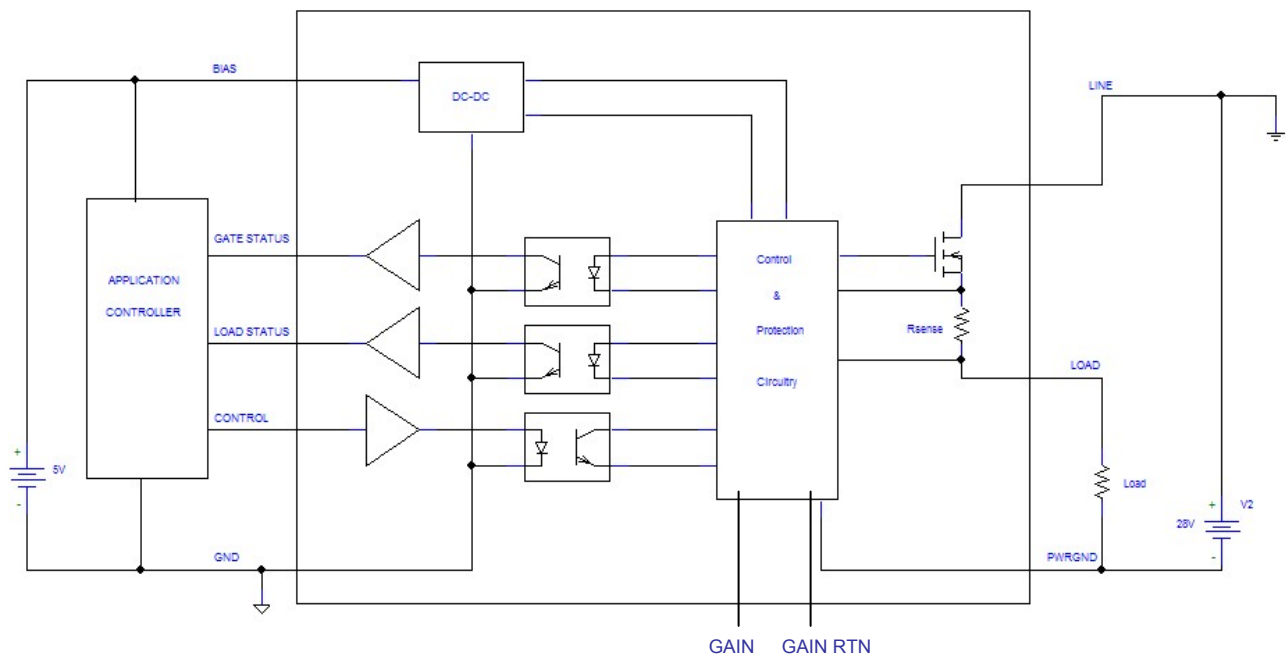 BIAS
DC-DC
LINE
GATE STATUS
APPLICATION
CONTROLLER
LOAD STATUS
CONTROL
Control
&
Protection
Circuitry
Rsense
LOAD
+
5V
-
Load
+
V2
28V
-
GND
PWRGND
GAIN
GAIN RTN